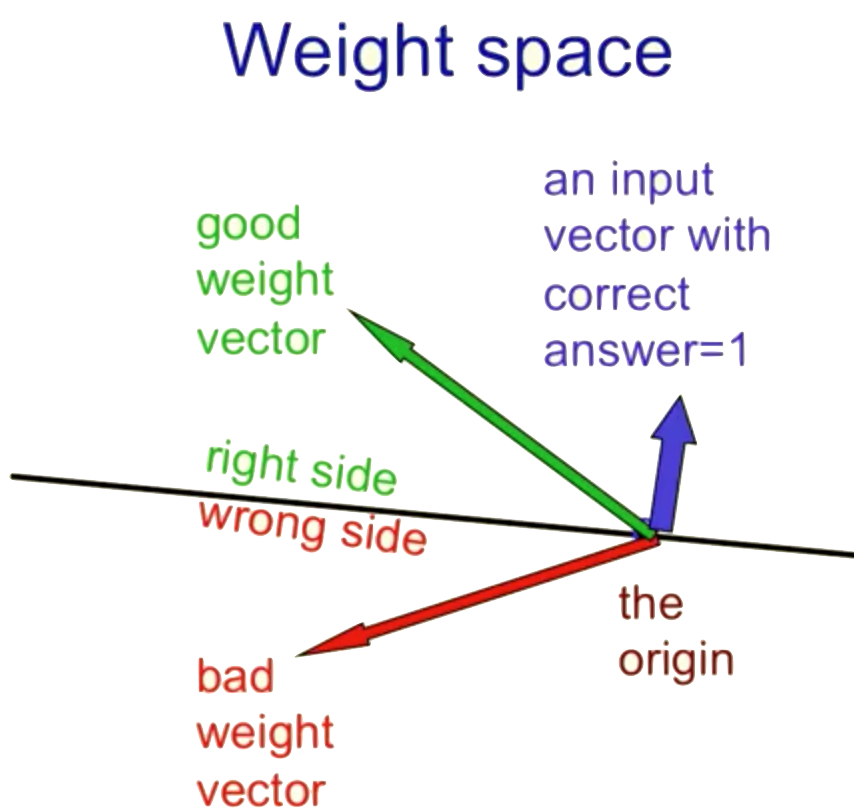 Weight space
an input
vector with
correct
answer=1
good
weight
vector
right side
wrong side
the
origin
bad
weight
vector